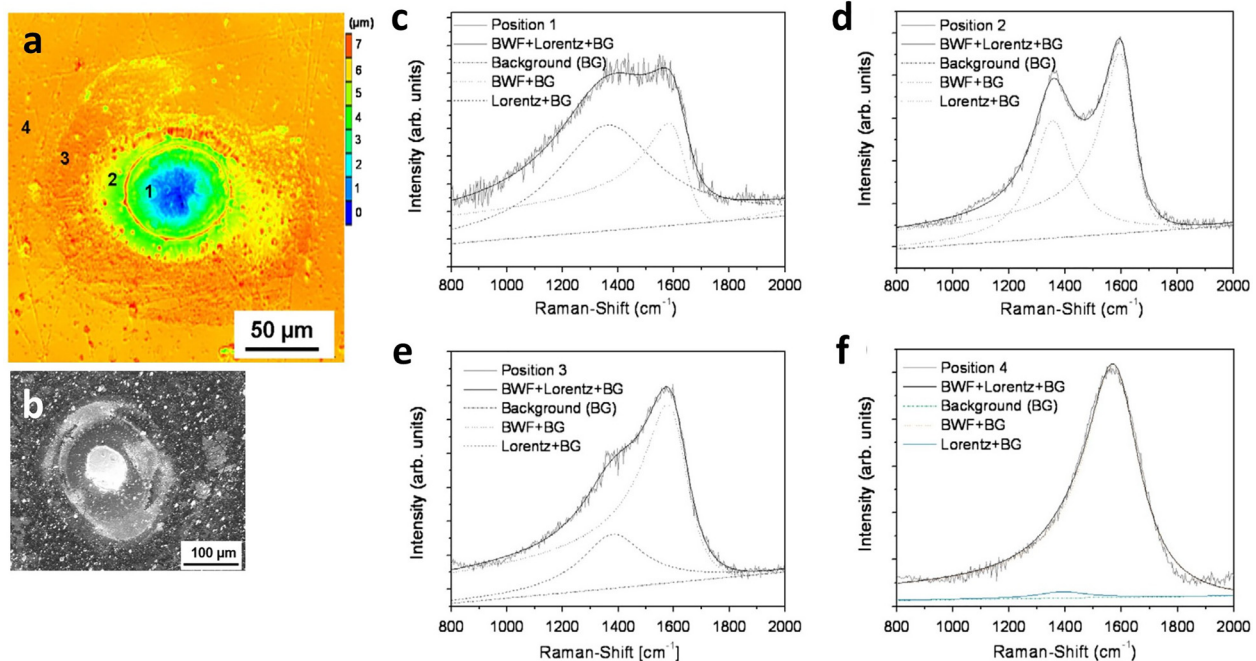 a
(µm)
7
6
5
4
3
2
1
0
4
3
2
1
50 µm
b
100 µm
c
Position 1
BWF+Lorentz+BG
Background (BG)
BWF+BG
Lorentz+BG
Intensity (arb. units)
800 1000 1200 1400 1600 1800 2000
Raman-Shift (cm-1)
d
Position 2
BWF+Lorentz+BG
Background (BG)
BWF+BG
Lorentz+BG
Intensity (arb. units)
800 1000 1200 1400 1600 1800 2000
Raman-Shift (cm-1)
e
Position 3
BWF+Lorentz+BG
Background (BG)
BWF+BG
Lorentz+BG
Intensity (arb. units)
800 1000 1200 1400 1600 1800 2000
Raman-Shift [cm-1]
f
Position 4
BWF+Lorentz+BG
Background (BG)
BWF+BG
Lorentz+BG
Intensity (arb. units)
800 1000 1200 1400 1600 1800 2000
Raman-Shift (cm-1)